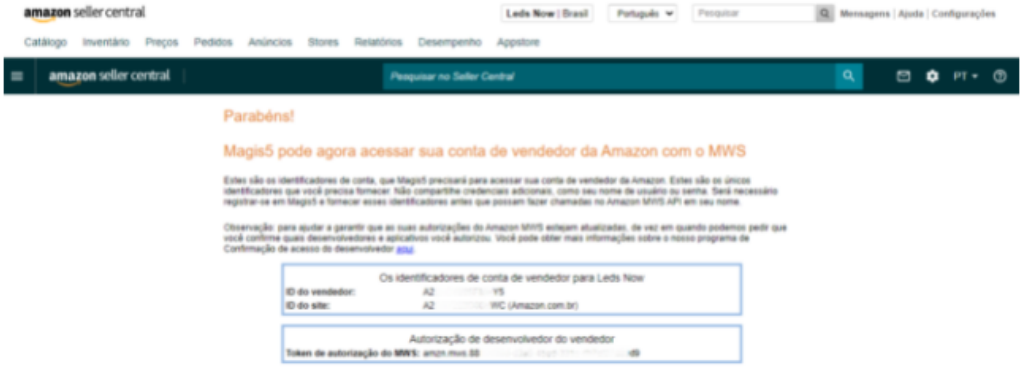 amazon seller central
Leds Now | Brasil Português Pesquisar Mensagens | Ajuda | Configurações
Catálogo Inventário Preços Pedidos Anúncios Stores Relatórios Desempenho Appstore
amazon seller central Pesquisar no Seller Central PT
Parabéns!
Magis5 pode agora acessar sua conta de vendedor da Amazon com o MWS
Estes são os identificadores de conta, que Magis5 precisará para acessar sua conta de vendedor da Amazon. Estes são os únicos
identificadores que você precisa fornecer. Não compartilhe credenciais adicionais, como seu nome de usuário ou senha. Será necessário
registrar-se em Magis5 e fornecer esses identificadores antes que possam fazer chamadas no Amazon MWS API em seu nome.
Observação: para ajudar a garantir que as suas autorizações do Amazon MWS estejam atualizadas, de vez em quando podemos pedir que
você confirme quais desenvolvedores e aplicativos você autorizou. Você pode obter mais informações sobre o nosso programa de
Confirmação de acesso do desenvolvedor aqui.
Os identificadores de conta de vendedor para Leds Now
ID do vendedor: A2 Y5
ID do site: A2 WC (Amazon.com.br)
Autorização de desenvolvedor do vendedor
Token de autorização do MWS: amzn.mws.88 d9